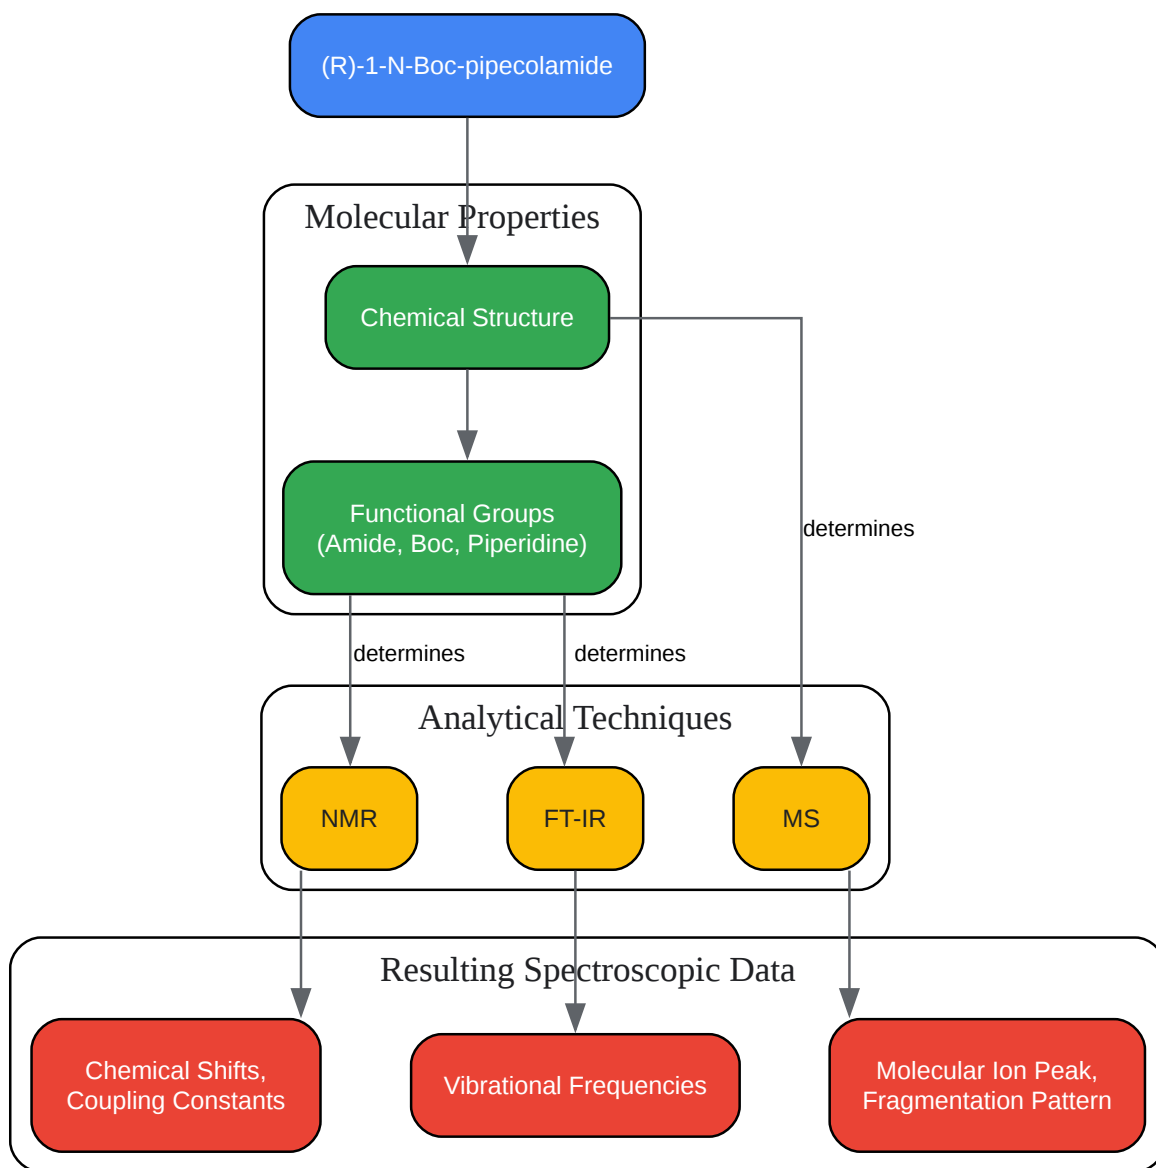 (R)-1-N-Boc-pipecolamide
Molecular Properties
Chemical Structure
Functional Groups
(Amide, Boc, Piperidine)
determines
determines
determines
Analytical Techniques
NMR
FT-IR
MS
Resulting Spectroscopic Data
Chemical Shifts,
Coupling Constants
Vibrational Frequencies
Molecular Ion Peak,
Fragmentation Pattern